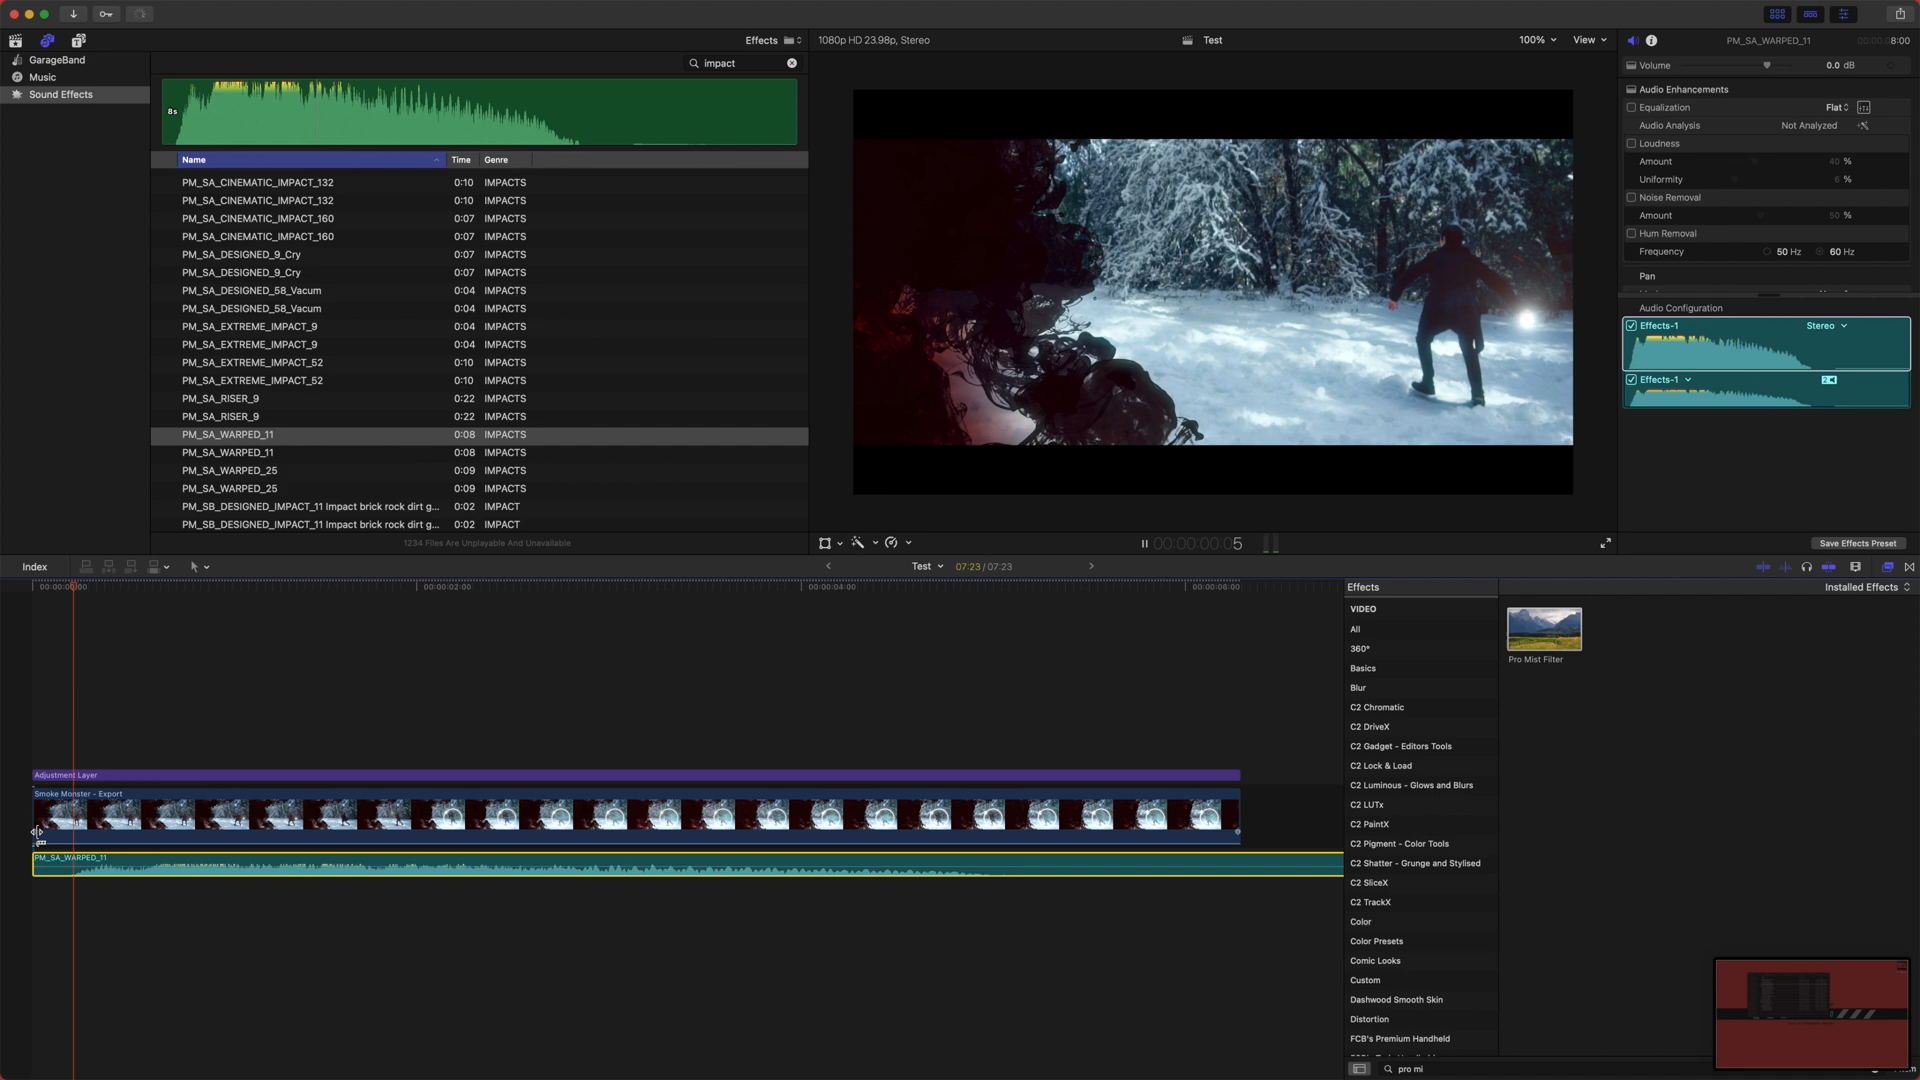 Effects
1080p HD 23.98p, Stereo
Test
100%
View
PM_SA_WARPED_11
00:00:08:00
GarageBand
Music
Sound Effects
impact
8s
Name
Time
Genre
PM_SA_CINEMATIC_IMPACT_132 0:10 IMPACTS
PM_SA_CINEMATIC_IMPACT_132 0:10 IMPACTS
PM_SA_CINEMATIC_IMPACT_160 0:07 IMPACTS
PM_SA_CINEMATIC_IMPACT_160 0:07 IMPACTS
PM_SA_DESIGNED_9_Cry 0:07 IMPACTS
PM_SA_DESIGNED_9_Cry 0:07 IMPACTS
PM_SA_DESIGNED_58_Vacum 0:04 IMPACTS
PM_SA_DESIGNED_58_Vacum 0:04 IMPACTS
PM_SA_EXTREME_IMPACT_9 0:04 IMPACTS
PM_SA_EXTREME_IMPACT_9 0:04 IMPACTS
PM_SA_EXTREME_IMPACT_52 0:10 IMPACTS
PM_SA_EXTREME_IMPACT_52 0:10 IMPACTS
PM_SA_RISER_9 0:22 IMPACTS
PM_SA_RISER_9 0:22 IMPACTS
PM_SA_WARPED_11 0:08 IMPACTS
PM_SA_WARPED_11 0:08 IMPACTS
PM_SA_WARPED_25 0:09 IMPACTS
PM_SA_WARPED_25 0:09 IMPACTS
PM_SB_DESIGNED_IMPACT_11 Impact brick rock dirt g... 0:02 IMPACT
PM_SB_DESIGNED_IMPACT_11 Impact brick rock dirt g... 0:02 IMPACT
1234 Files Are Unplayable And Unavailable
00:00:00:05
Volume 0.0 dB
Audio Enhancements
Equalization Flat
Audio Analysis Not Analyzed
Loudness
Amount 40 %
Uniformity 6 %
Noise Removal
Amount 50 %
Hum Removal
Frequency 50 Hz 60 Hz
Pan
Audio Configuration
Effects-1 Stereo
Effects-1
Save Effects Preset
Index
Test
07:23 / 07:23
00:00:02:00
00:00:04:00
00:00:06:00
Adjustment Layer
Smoke Monster - Export
PM_SA_WARPED_11
Effects
Installed Effects
VIDEO
All
360°
Basics
Blur
C2 Chromatic
C2 DriveX
C2 Gadget - Editors Tools
C2 Lock & Load
C2 Luminous - Glows and Blurs
C2 LUTx
C2 PaintX
C2 Pigment - Color Tools
C2 Shatter - Grunge and Stylised
C2 SliceX
C2 TrackX
Color
Color Presets
Comic Looks
Custom
Dashwood Smooth Skin
Distortion
FCB's Premium Handheld
Pro Mist Filter
pro mi